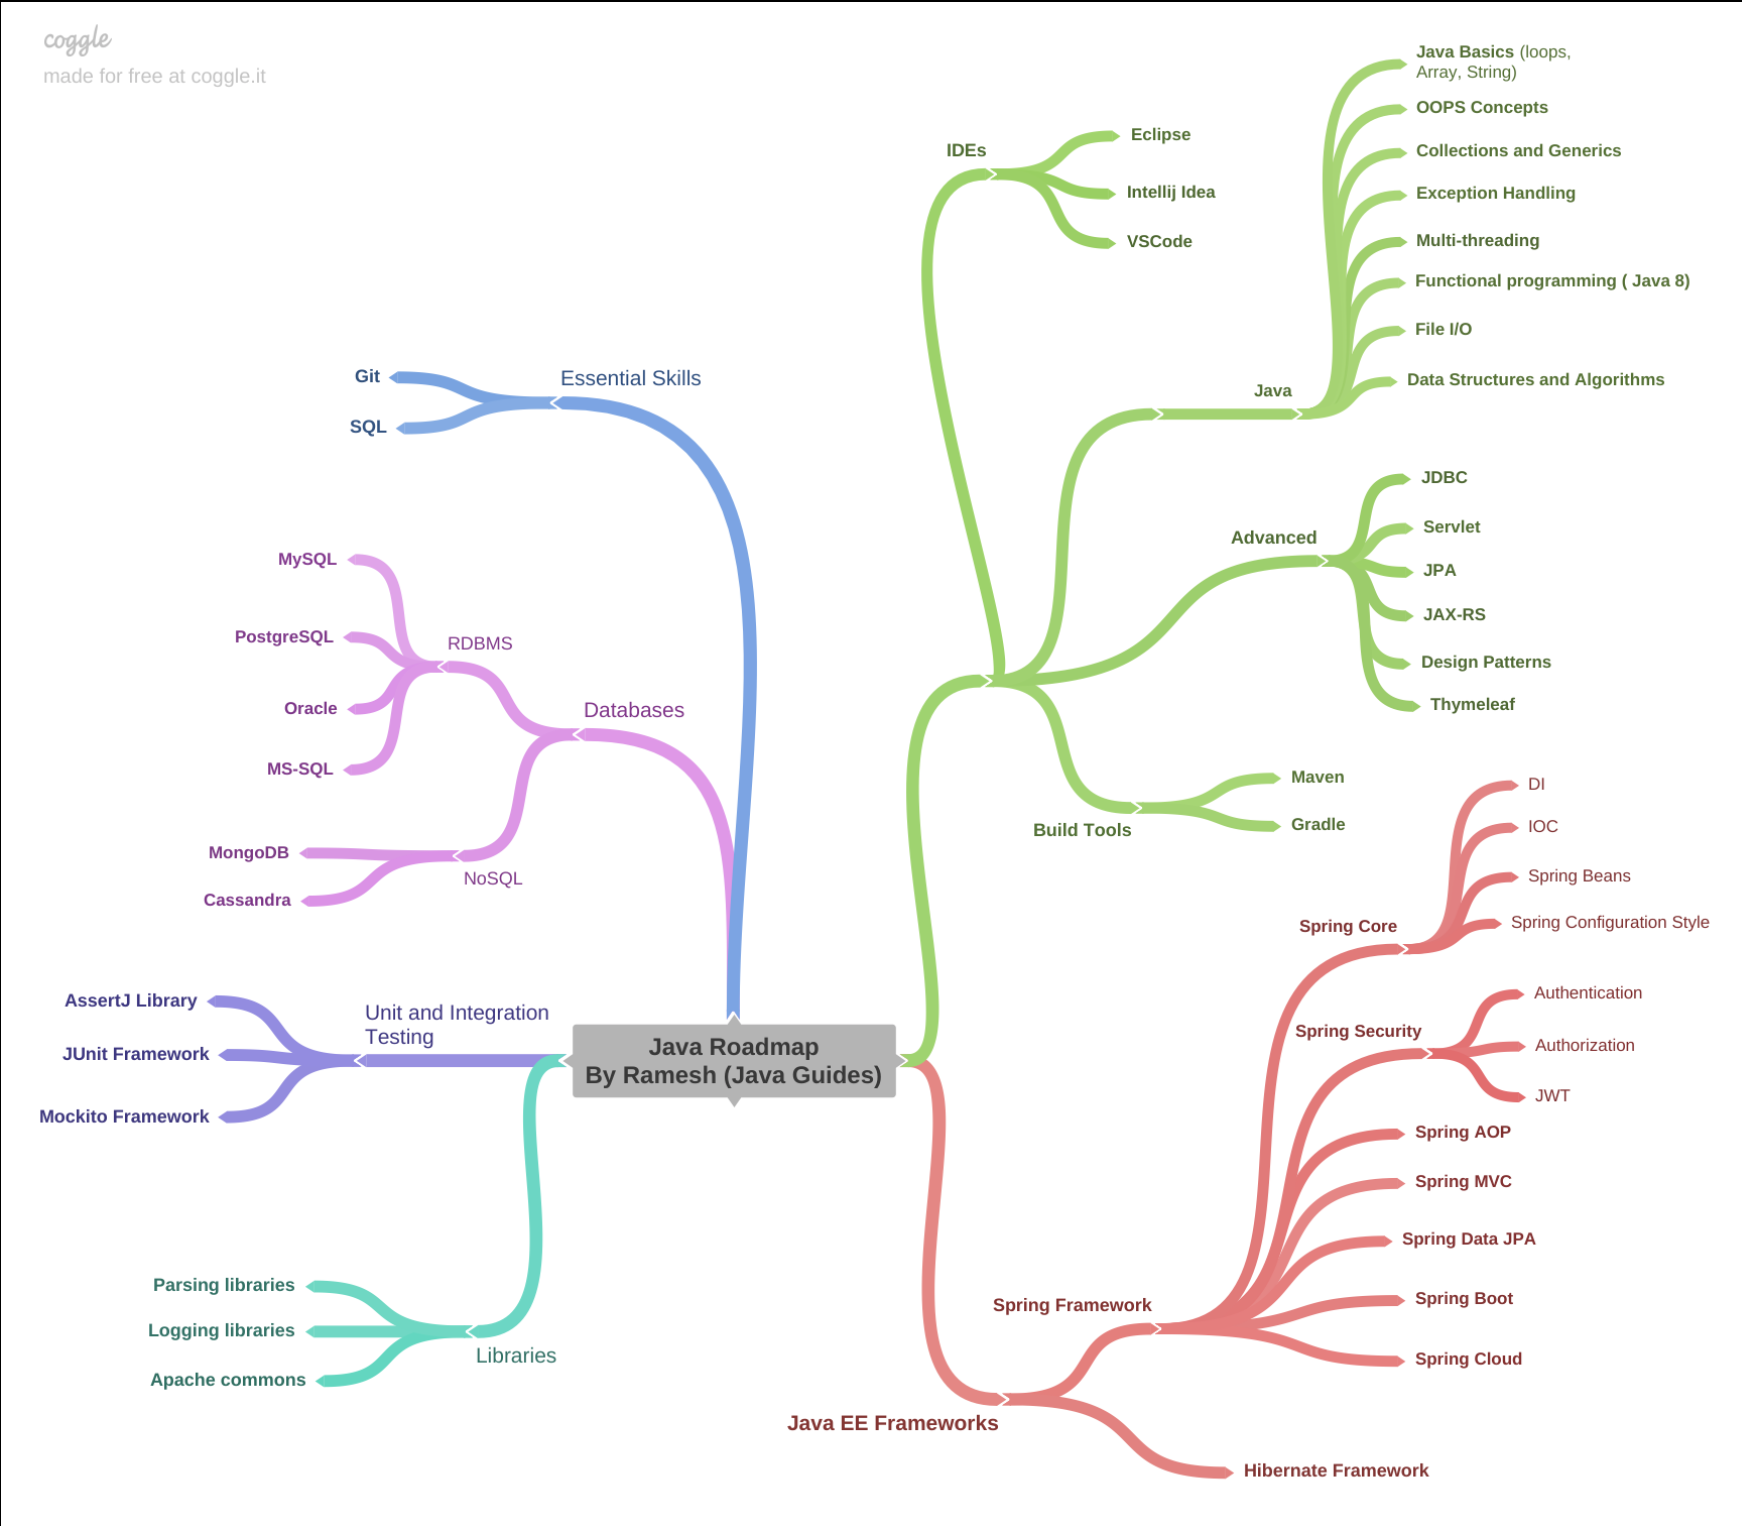 coggle
made for free at coggle.it
Java Basics (loops,
Array, String)
OOPS Concepts
Collections and Generics
Exception Handling
Multi-threading
Functional programming ( Java 8)
File I/O
Data Structures and Algorithms
Java
IDEs
Eclipse
Intellij Idea
VSCode
Advanced
JDBC
Servlet
JPA
JAX-RS
Design Patterns
Thymeleaf
Build Tools
Maven
Gradle
Essential Skills
Git
SQL
Databases
RDBMS
MySQL
PostgreSQL
Oracle
MS-SQL
NoSQL
MongoDB
Cassandra
Unit and Integration
Testing
AssertJ Library
JUnit Framework
Mockito Framework
Java Roadmap
By Ramesh (Java Guides)
Libraries
Parsing libraries
Logging libraries
Apache commons
Java EE Frameworks
Spring Framework
Spring Core
DI
IOC
Spring Beans
Spring Configuration Style
Spring Security
Authentication
Authorization
JWT
Spring AOP
Spring MVC
Spring Data JPA
Spring Boot
Spring Cloud
Hibernate Framework